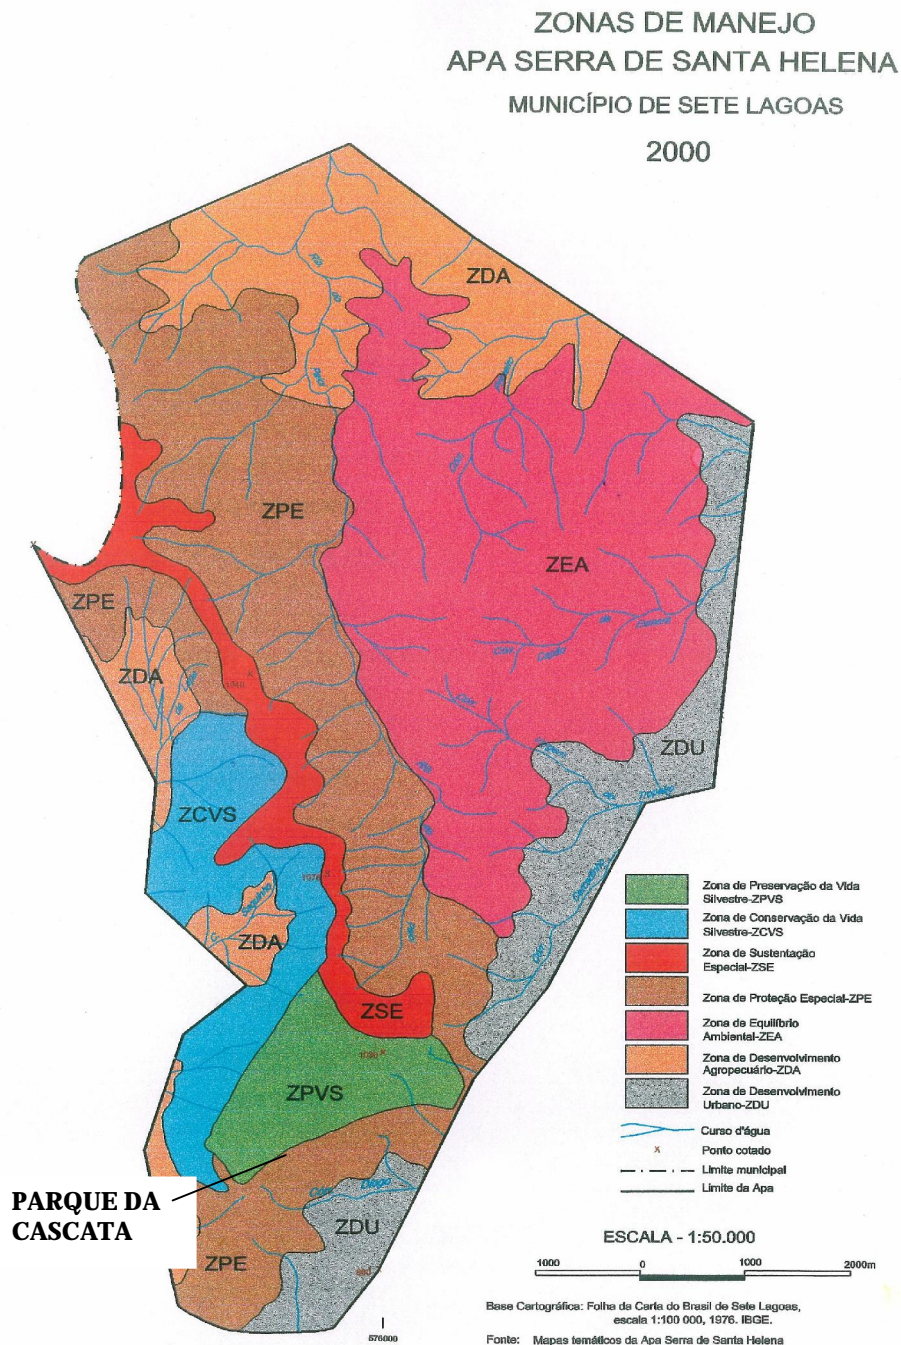 ZONAS DE MANEJO
APA SERRA DE SANTA HELENA
MUNICÍPIO DE SETE LAGOAS
2000
ZDA
ZPE
ZEA
ZPE
ZDA
ZDU
ZCVS
ZDA
ZSE
ZPVS
ZDU
ZPE
PARQUE DA
CASCATA
Zona de Preservação da Vida
Silvestre-ZPVS
Zona de Conservação da Vida
Silvestre-ZCVS
Zona de Sustentação
Especial-ZSE
Zona de Proteção Especial-ZPE
Zona de Equilíbrio
Ambiental-ZEA
Zona de Desenvolvimento
Agropecuário-ZDA
Zona de Desenvolvimento
Urbano-ZDU
Curso d'água
Ponto cotado
Limite municipal
Limite da Apa
ESCALA - 1:50.000
1000 0 1000 2000m
Base Cartográfica: Folha da Carta do Brasil de Sete Lagoas,
escala 1:100 000, 1976. IBGE.
576000
Fonte: Mapas temáticos da Apa Serra de Santa Helena